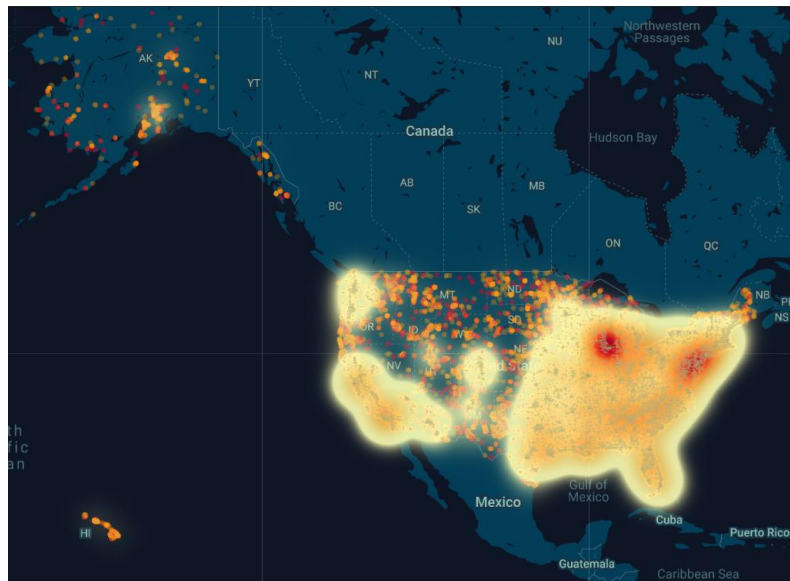 Northwestern
Passages
NU
AK
NT
YT
Canada
Hudson Bay
AB
MB
BC
SK
ON
QC
NB
MT
ND
OR
ID
SD
NE
NV
Gulf of
Mexico
Mexico
Cuba
HI
Puerto Rico
Guatemala
Caribbean Sea
NS